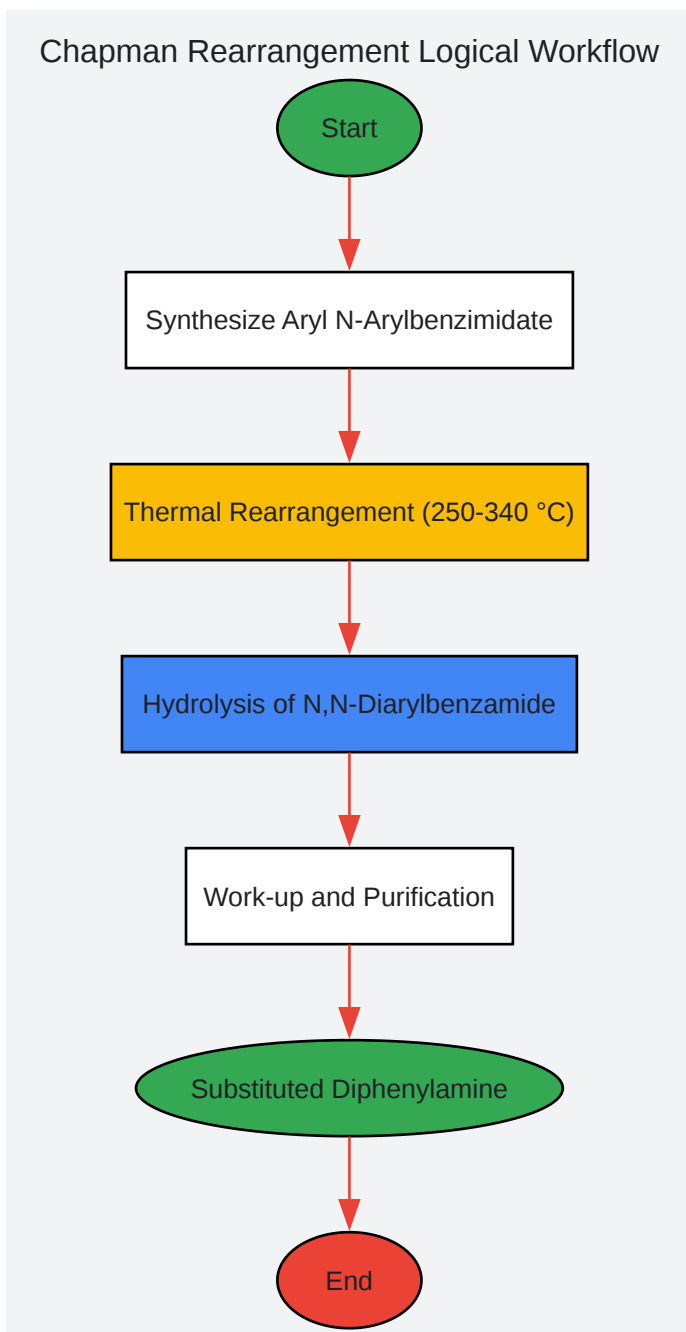 Chapman Rearrangement Logical Workflow
Start
Synthesize Aryl N-Arylbenzimidate
Thermal Rearrangement (250-340 °C)
Hydrolysis of N,N-Diarylbenzamide
Work-up and Purification
Substituted Diphenylamine
End